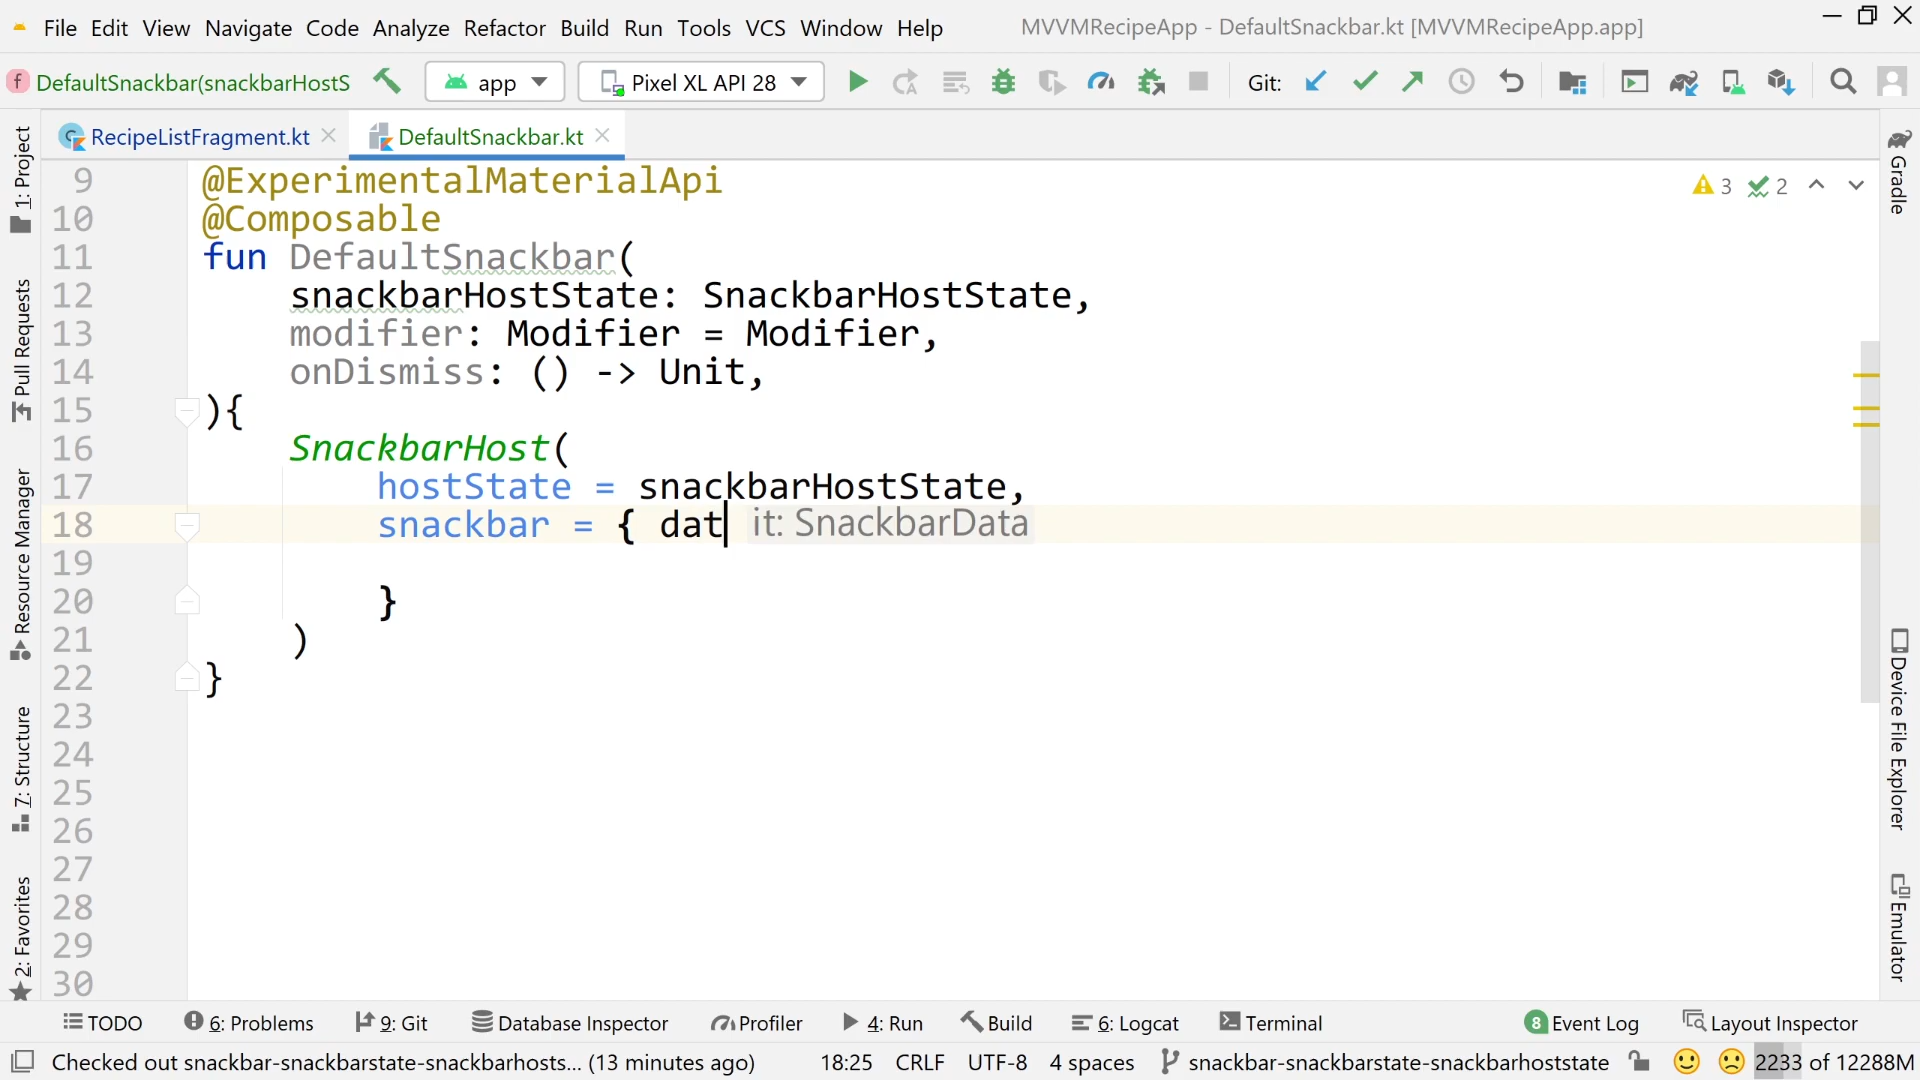 File Edit View Navigate Code Analyze Refactor Build Run Tools VCS Window Help MVVMRecipeApp - DefaultSnackbar.kt [MVVMRecipeApp.app]
DefaultSnackbar(snackbarHostS app Pixel XL API 28 Git:
RecipeListFragment.kt DefaultSnackbar.kt
1: Project
Pull Requests
Resource Manager
7: Structure
2: Favorites
9 @ExperimentalMaterialApi
3 2
10 @Composable
11 fun DefaultSnackbar(
12 snackbarHostState: SnackbarHostState,
13 modifier: Modifier = Modifier,
14 onDismiss: () -> Unit,
15 ){
16 SnackbarHost(
17 hostState = snackbarHostState,
18 snackbar = { dat it: SnackbarData
19
20 }
21 )
22 }
23
24
25
26
27
28
29
30
Gradle
Device File Explorer
Emulator
TODO 6: Problems 9: Git Database Inspector Profiler 4: Run Build 6: Logcat Terminal 8 Event Log Layout Inspector
Checked out snackbar-snackbarstate-snackbarhosts... (13 minutes ago) 18:25 CRLF UTF-8 4 spaces snackbar-snackbarstate-snackbarhoststate 2233 of 12288M